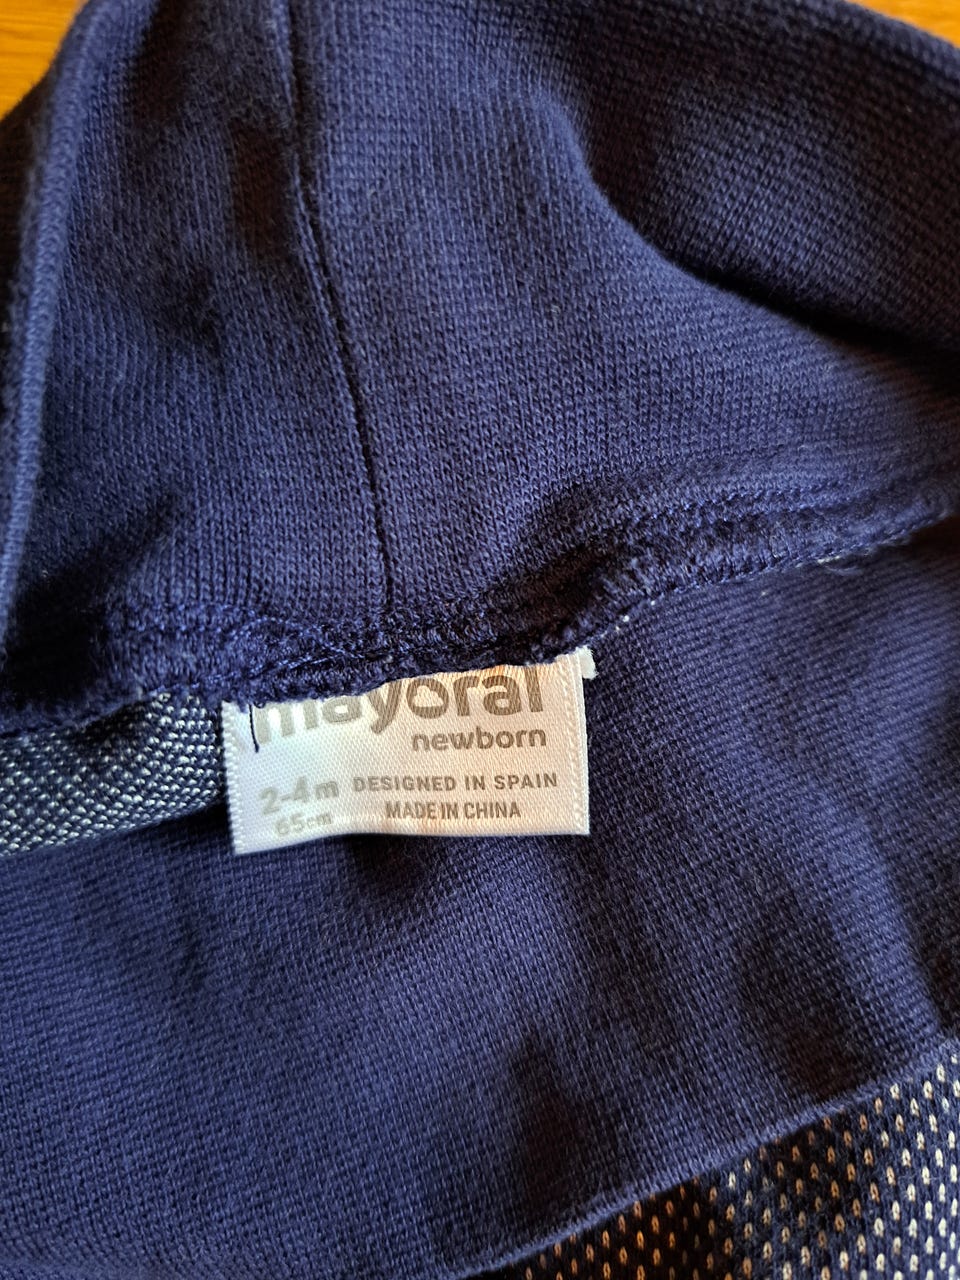 mayoral
newborn
2-4m DESIGNED IN SPAIN
65cm MADE IN CHINA